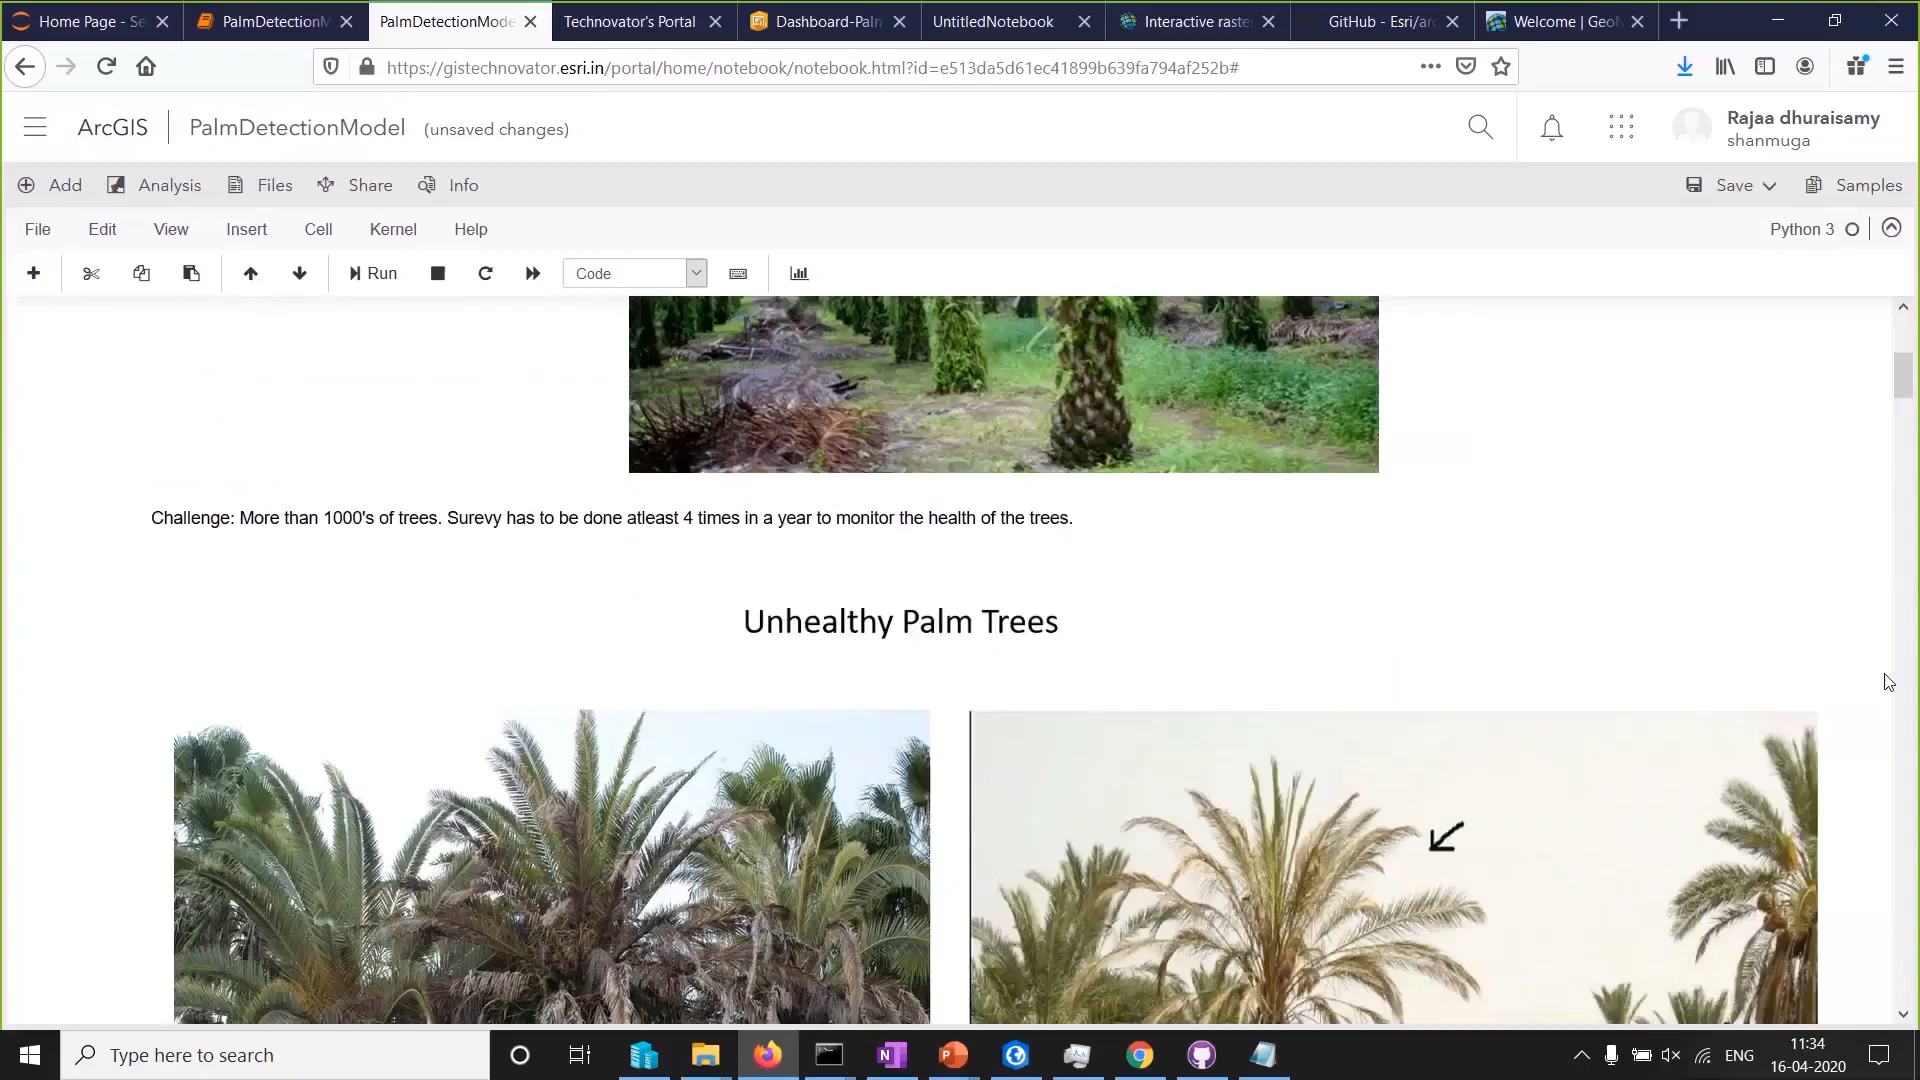 Home Page - Se
PalmDetectionM
PalmDetectionMode
Technovator's Portal
Dashboard-Palm
UntitledNotebook
Interactive raste
GitHub - Esri/arc
Welcome | GeoN
https://gistechnovator.esri.in/portal/home/notebook/notebook.html?id=e513da5d61ec41899b639fa794af252b#
ArcGIS
PalmDetectionModel
(unsaved changes)
Rajaa dhuraisamy
shanmuga
Add
Analysis
Files
Share
Info
Save
Samples
File
Edit
View
Insert
Cell
Kernel
Help
Python 3
Run
Code
Challenge: More than 1000's of trees. Surevy has to be done atleast 4 times in a year to monitor the health of the trees.
Unhealthy Palm Trees
Type here to search
ENG
11:34
16-04-2020